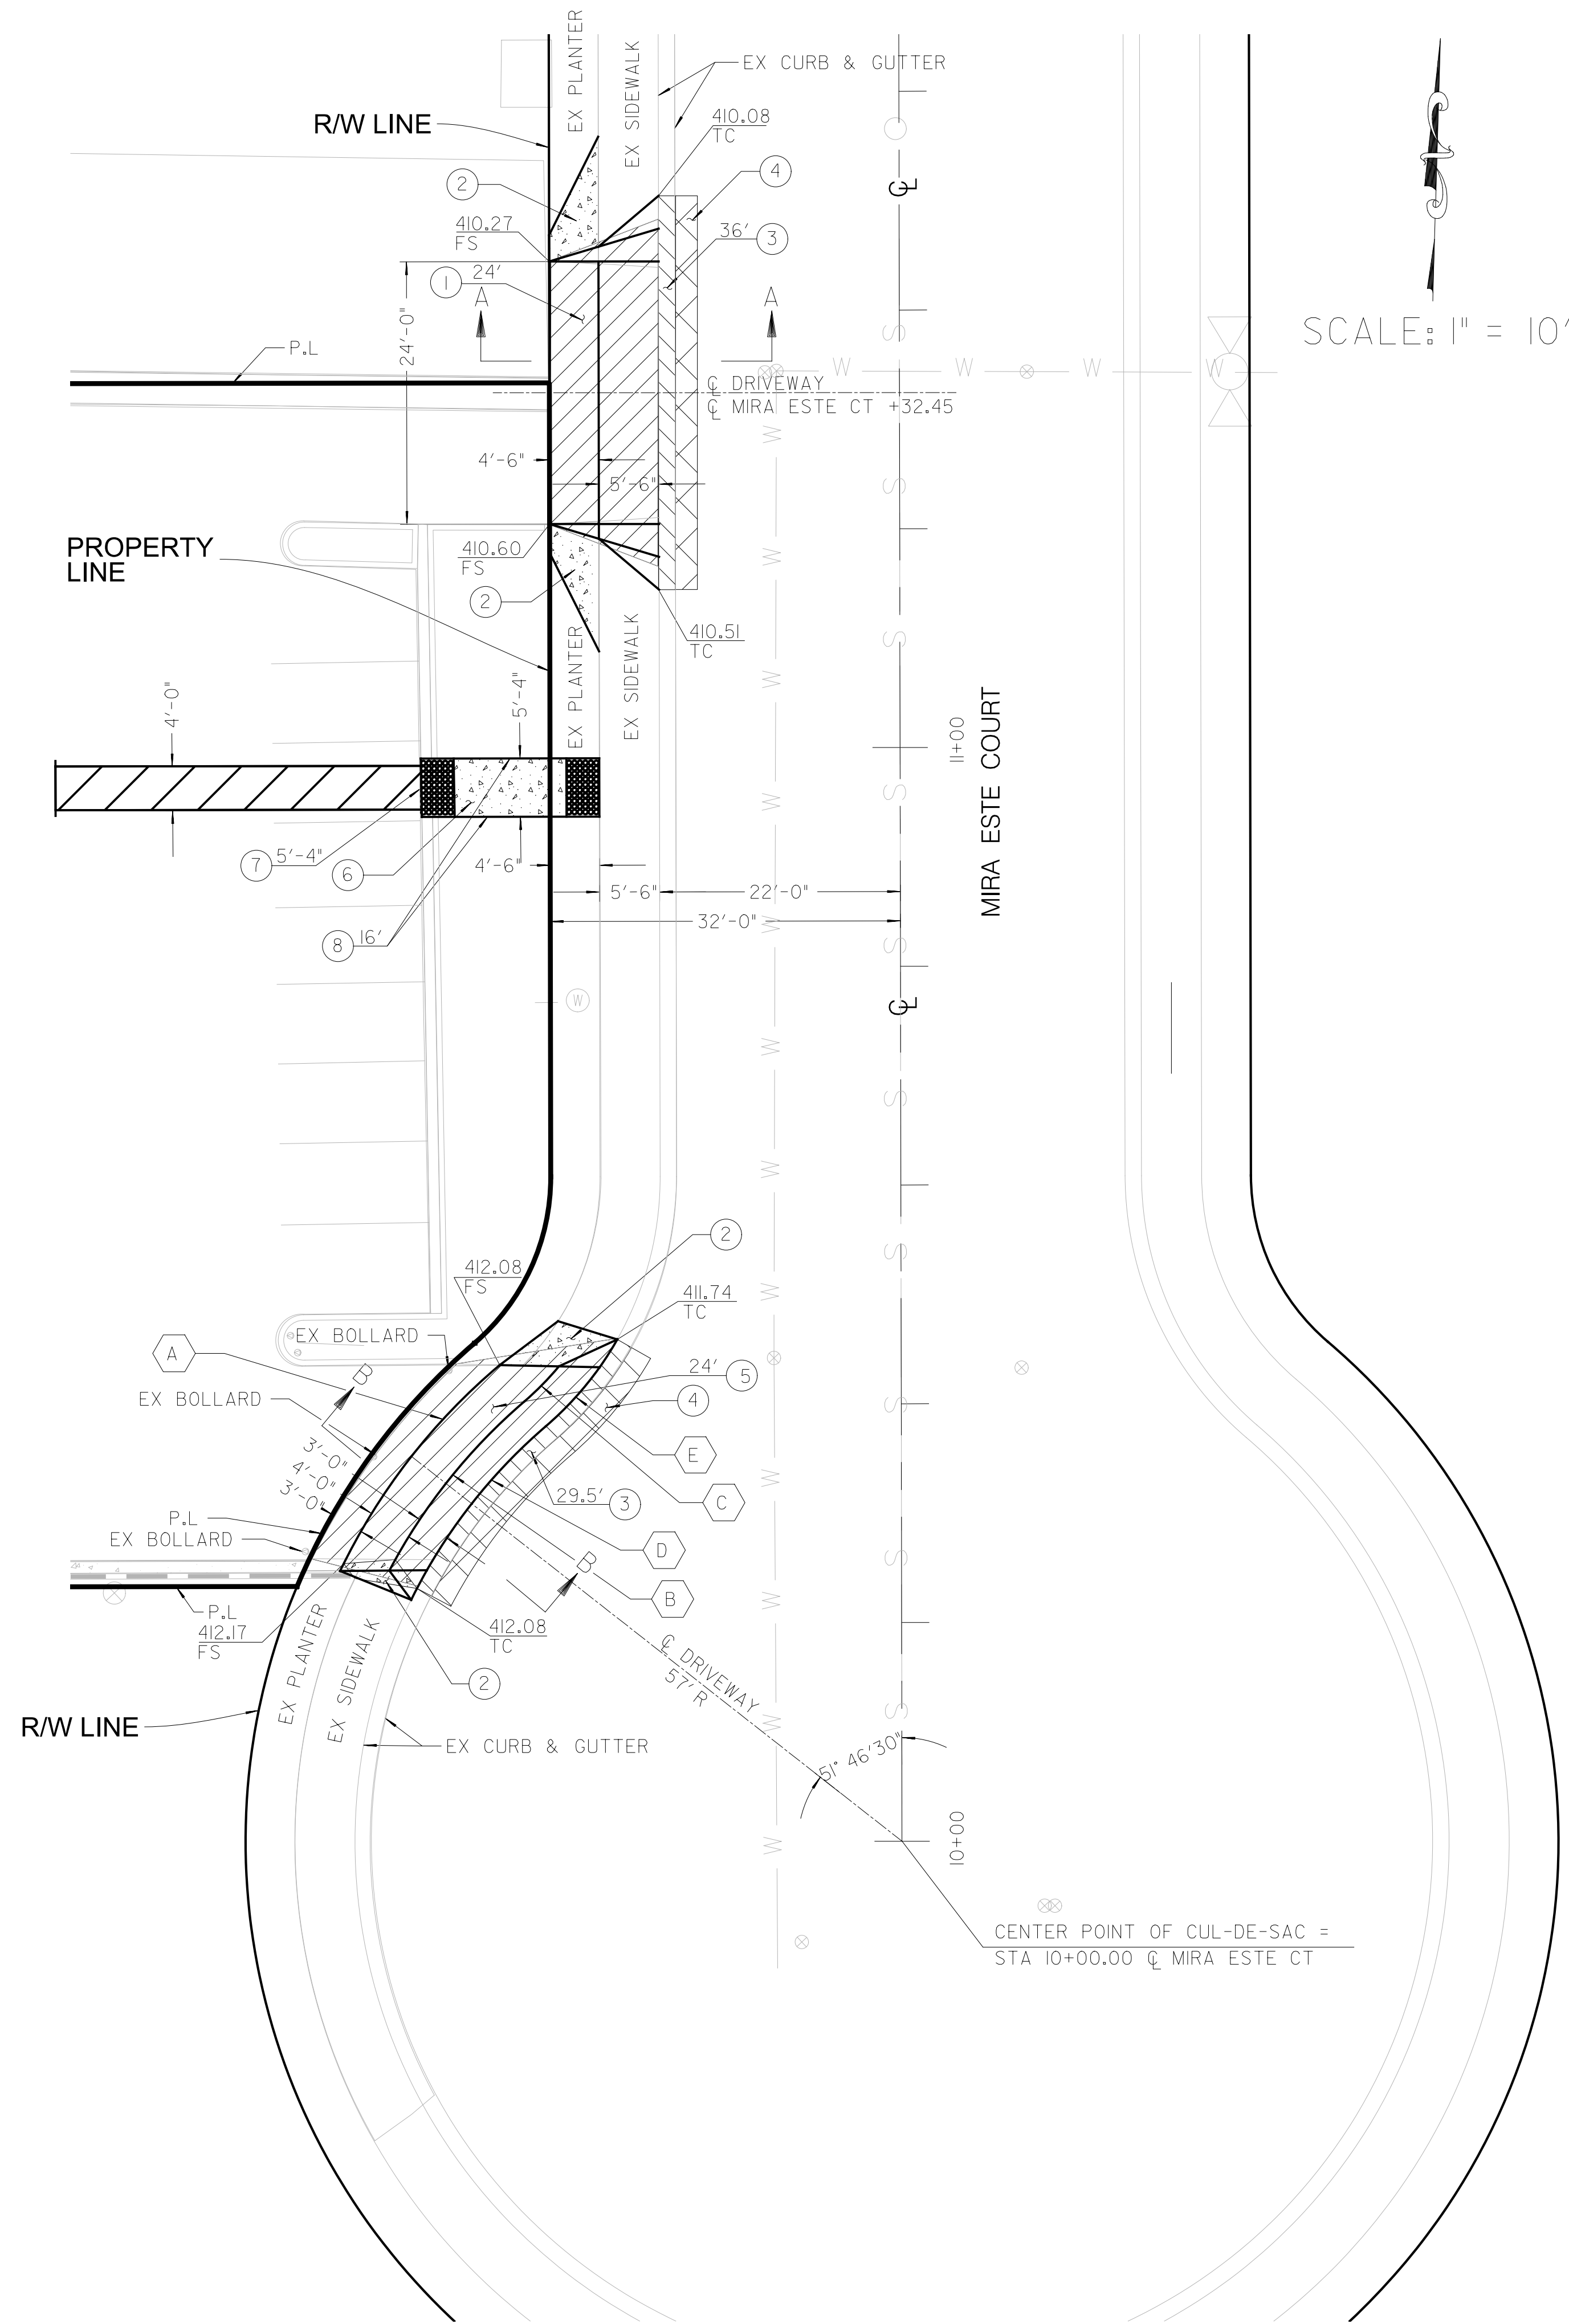 EX PLANTER
EX SIDEWALK
EX CURB & GUTTER
R/W LINE
410.08
TC
2
4
36' 3
410.27
FS
1 24'
A
A
24'-0"
SCALE: 1" = 10'
P.L
S
W W W W
℄ DRIVEWAY
℄ MIRA ESTE CT +32.45
W
4'-6"
5'-6"
S
PROPERTY
LINE
410.60
FS
W
2
410.51
TC
S
EX PLANTER
EX SIDEWALK
W
4'-0"
5'-4"
11+00
MIRA ESTE COURT
S
W
7 5'-4"
6
4'-6"
5'-6"
22'-0"
32'-0"
W
8 16'
S
W
℄
W
S
W
2
S
412.08
FS
411.74
TC
W
EX BOLLARD
A
24' 5
B
EX BOLLARD
4
S
E
3'-0"
4'-0"
3'-0"
W
29.5' 3
C
P.L
EX BOLLARD
D
S
B
B
W
P.L
412.17
FS
412.08
TC
EX PLANTER
EX SIDEWALK
2
℄ DRIVEWAY
57' R
S
W
R/W LINE
EX CURB & GUTTER
51° 46'30"
W
10+00
CENTER POINT OF CUL-DE-SAC =
STA 10+00.00 ℄ MIRA ESTE CT